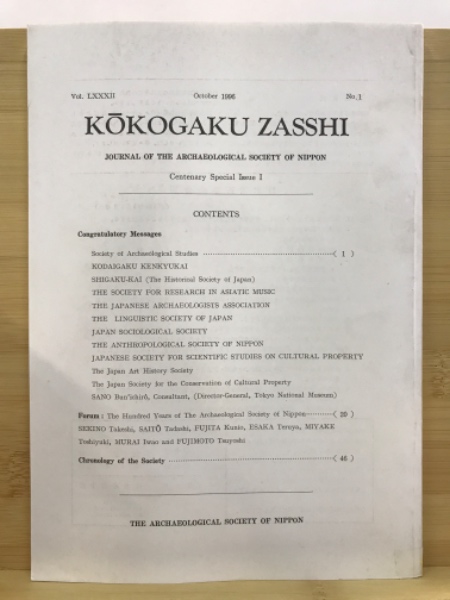 Vol. LXXXII October 1996 No.1
KŌKOGAKU ZASSHI
JOURNAL OF THE ARCHAEOLOGICAL SOCIETY OF NIPPON
Centenary Special Issue I
CONTENTS
Congratulatory Messages
Society of Archaeological Studies ……………………………………( 1 )
KODAIGAKU KENKYUKAI
SHIGAKU-KAI (The Historical Society of Japan)
THE SOCIETY FOR RESEARCH IN ASIATIC MUSIC
THE JAPANESE ARCHAEOLOGISTS ASSOCIATION
THE LINGUISTIC SOCIETY OF JAPAN
JAPAN SOCIOLOGICAL SOCIETY
THE ANTHROPOLOGICAL SOCIETY OF NIPPON
JAPANESE SOCIETY FOR SCIENTIFIC STUDIES ON CULTURAL PROPERTY
The Japan Art History Society
The Japan Society for the Conservation of Cultural Property
SANO Bun'ichirō, Consultant, (Director-General, Tokyo National Museum)
Forum : The Hundred Years of The Archaeological Society of Nippon………( 20 )
SEKINO Takeshi, SAITŌ Tadashi, FUJITA Kunio, ESAKA Teruya, MIYAKE
Toshiyuki, MURAI Iwao and FUJIMOTO Tsuyoshi
Chronology of the Society ………………………………………………( 46 )
THE ARCHAEOLOGICAL SOCIETY OF NIPPON